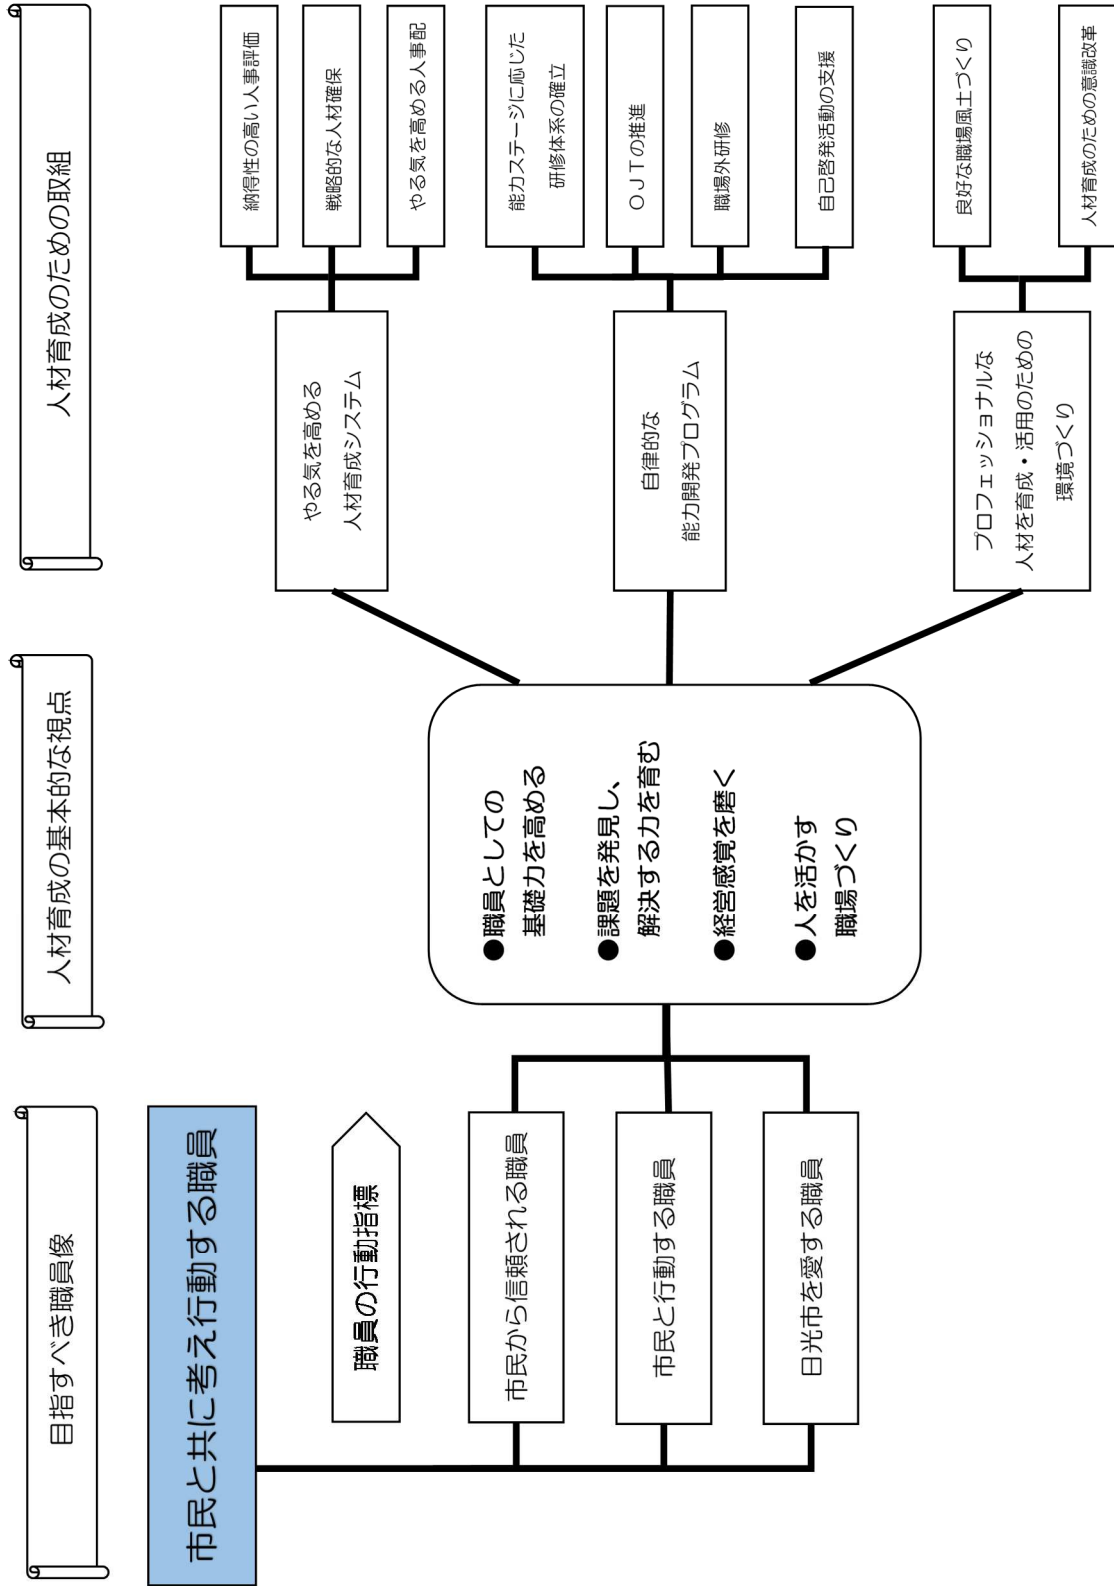 目指すべき職員像
市民と共に考え行動する職員
職員の行動指標
市民から信頼される職員
市民と行動する職員
日光市を愛する職員
人材育成の基本的な視点
●職員としての
基礎力を高める
●課題を発見し、
解決する力を育む
●経営感覚を磨く
●人を活かす
職場づくり
人材育成のための取組
やる気を高める
人材育成システム
納得性の高い人事評価
戦略的な人材確保
やる気を高める人事配
自律的な
能力開発プログラム
能力ステージに応じた
研修体系の確立
ＯＪＴの推進
職場外研修
自己啓発活動の支援
プロフェッショナルな
人材を育成・活用のための
環境づくり
良好な職場風土づくり
人材育成のための意識改革